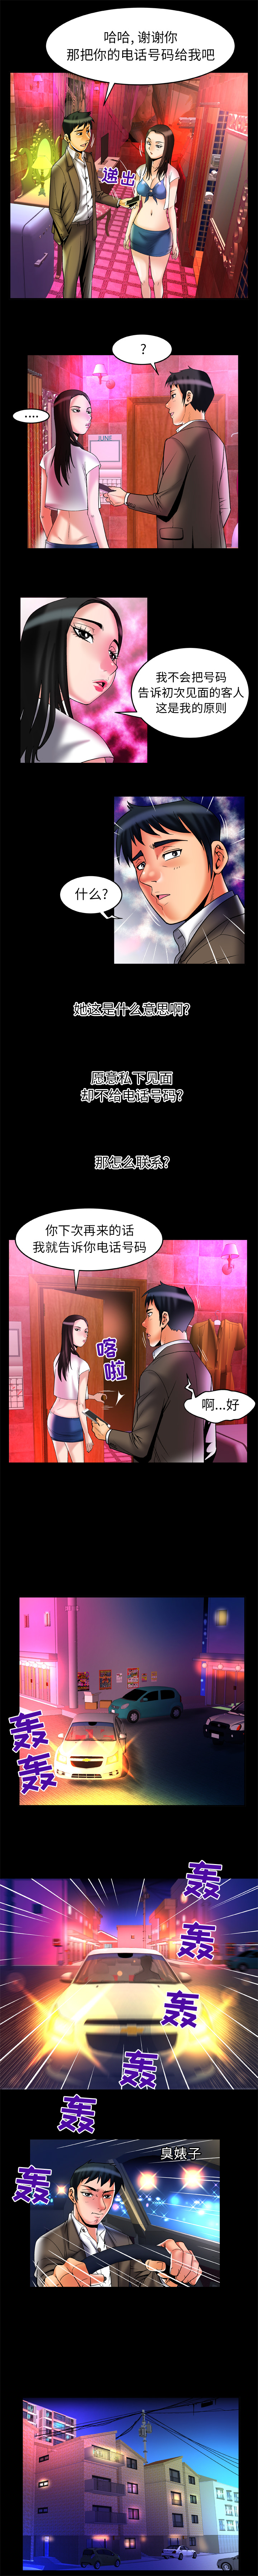 哈哈, 谢谢你
那把你的电话号码给我吧
递出
?
....
JUNE
我不会把号码
告诉初次见面的客人
这是我的原则
什么?
她这是什么意思啊?
愿意私下见面
却不给电话号码?
那怎么联系?
你下次再来的话
我就告诉你电话号码
喀啦
啊...好
轰
轰
轰
轰
轰
轰
轰
轰
臭婊子